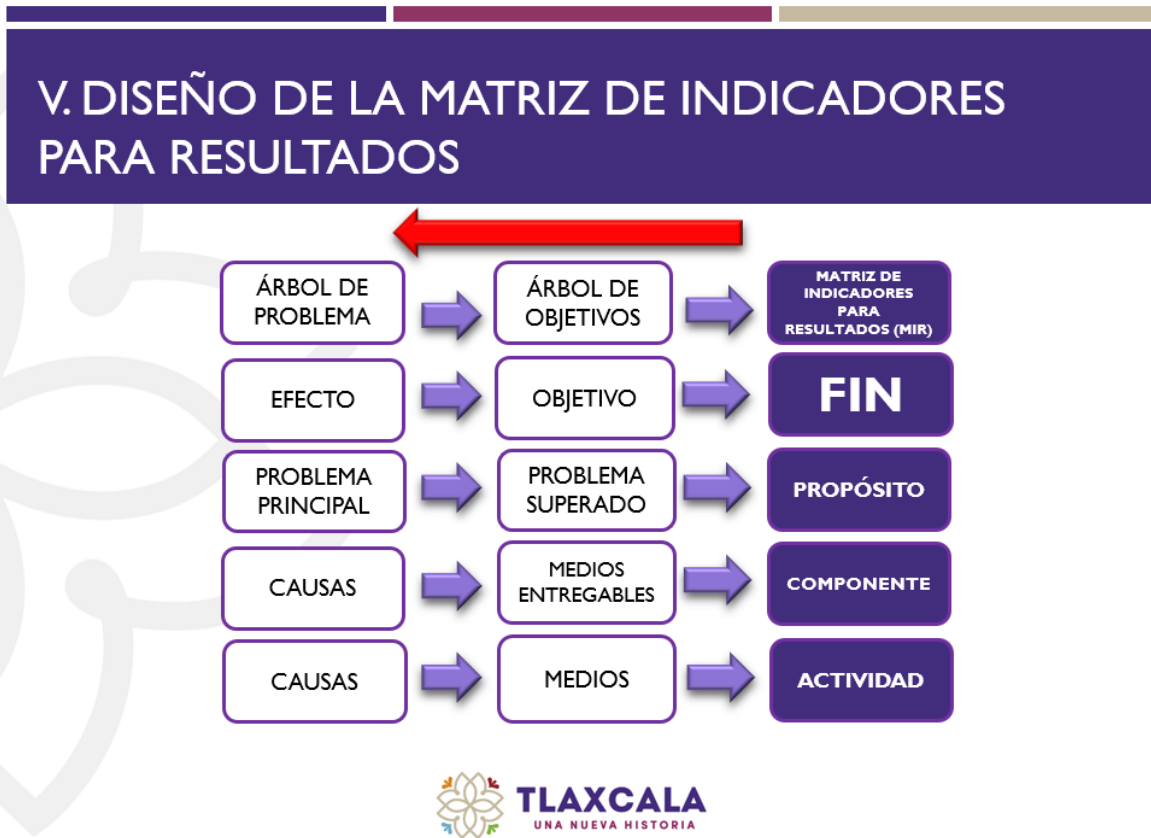 V. DISEÑO DE LA MATRIZ DE INDICADORES
PARA RESULTADOS
ÁRBOL DE
PROBLEMA
ÁRBOL DE
OBJETIVOS
MATRIZ DE
INDICADORES
PARA
RESULTADOS (MIR)
EFECTO
OBJETIVO
FIN
PROBLEMA
PRINCIPAL
PROBLEMA
SUPERADO
PROPÓSITO
CAUSAS
MEDIOS
ENTREGABLES
COMPONENTE
CAUSAS
MEDIOS
ACTIVIDAD
TLAXCALA
UNA NUEVA HISTORIA